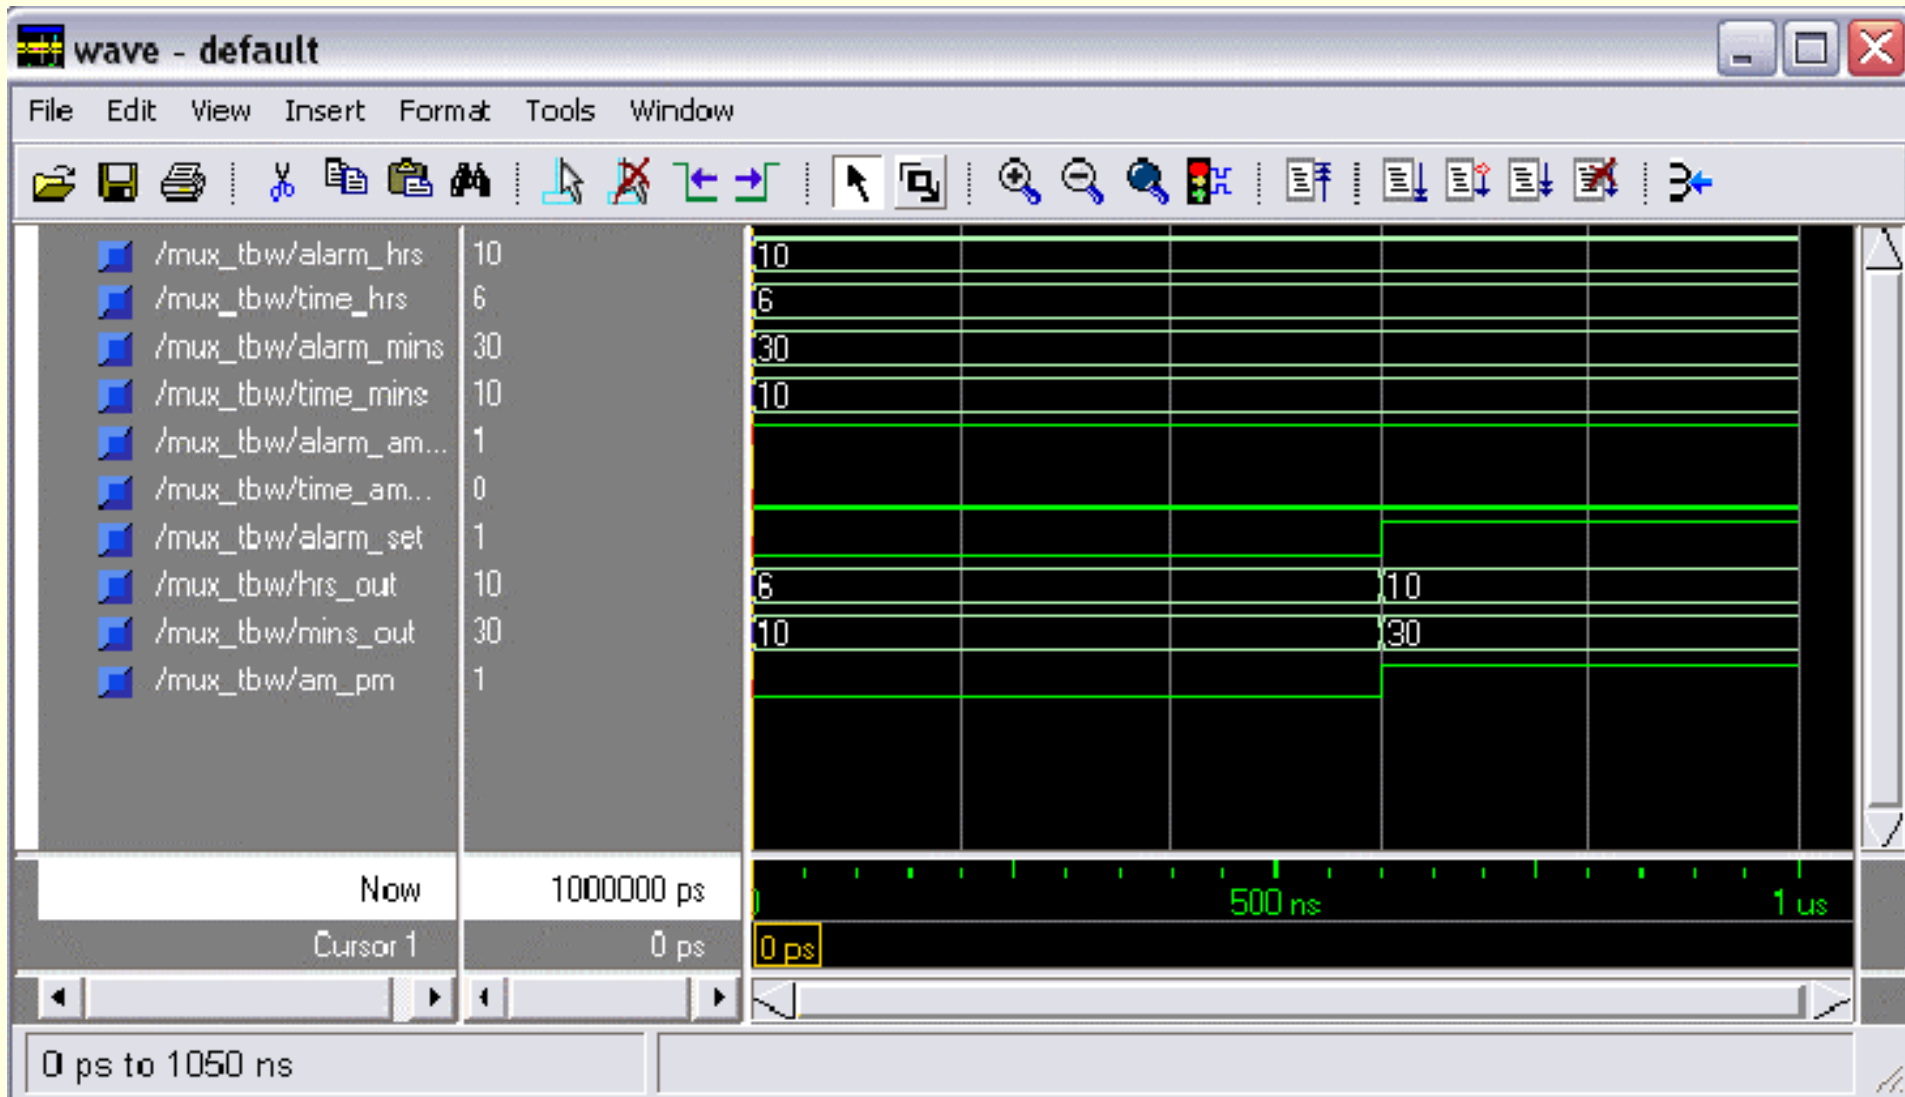 wave - default
File Edit View Insert Format Tools Window
/mux_tbw/alarm_hrs 10 10
/mux_tbw/time_hrs 6 6
/mux_tbw/alarm_mins 30 30
/mux_tbw/time_mins 10 10
/mux_tbw/alarm_am... 1
/mux_tbw/time_am... 0
/mux_tbw/alarm_set 1
/mux_tbw/hrs_out 10 6 10
/mux_tbw/mins_out 30 10 30
/mux_tbw/am_pm 1
Now 1000000 ps 500 ns 1 us
Cursor 1 0 ps 0 ps
0 ps to 1050 ns